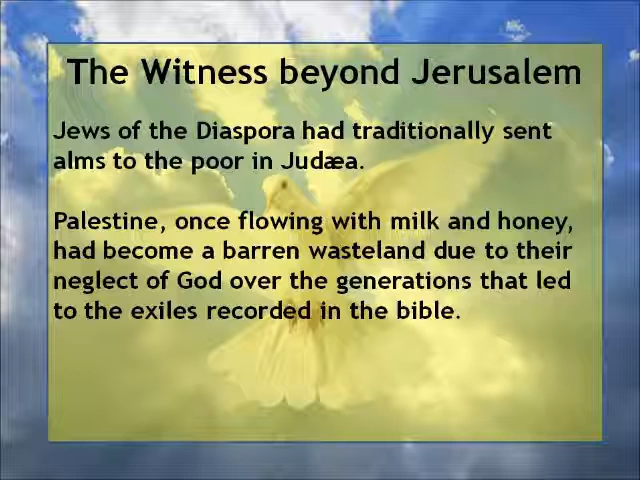 The Witness beyond Jerusalem
Jews of the Diaspora had traditionally sent
alms to the poor in Judæa.
Palestine, once flowing with milk and honey,
had become a barren wasteland due to their
neglect of God over the generations that led
to the exiles recorded in the bible.